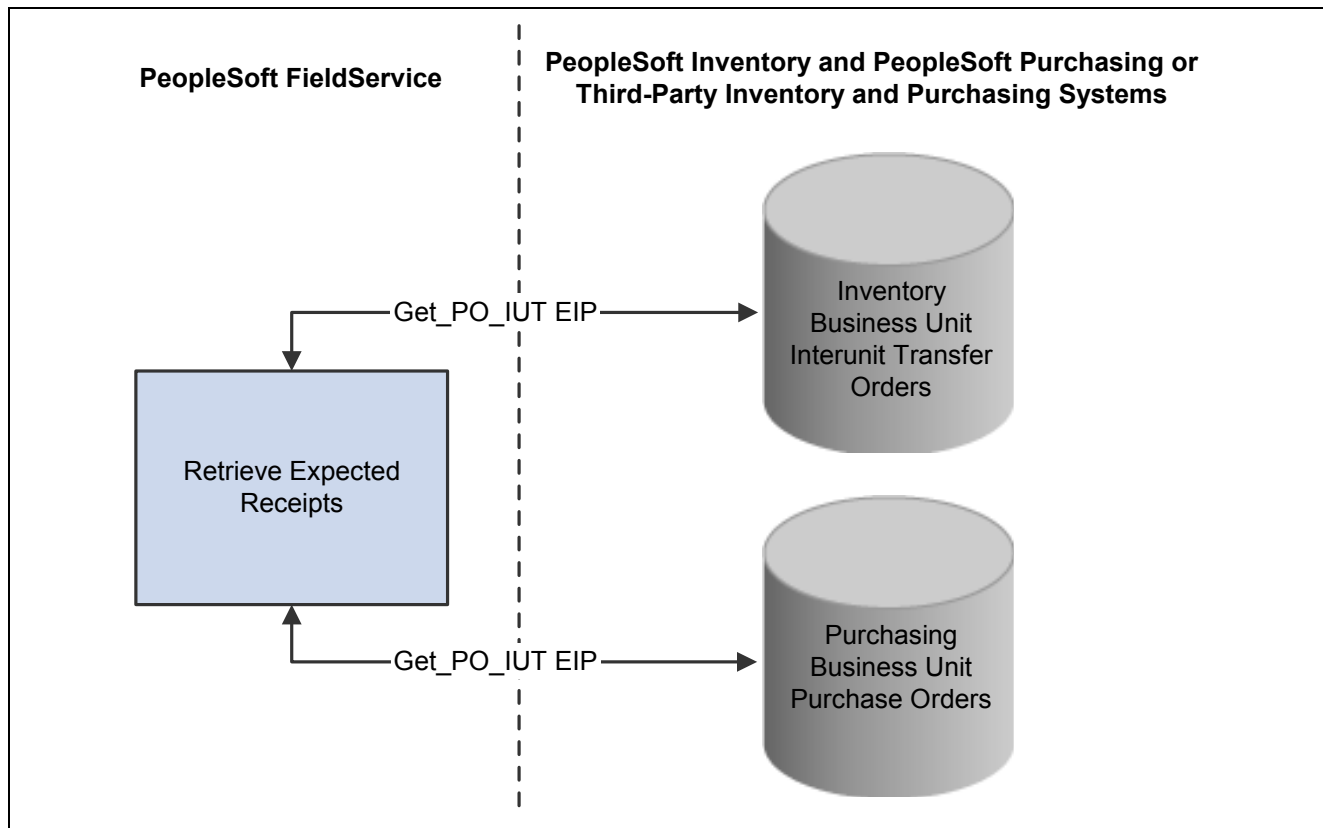 PeopleSoft FieldService
PeopleSoft Inventory and PeopleSoft Purchasing or
Third-Party Inventory and Purchasing Systems
Get_PO_IUT EIP
Inventory
Business Unit
Interunit Transfer
Orders
Retrieve Expected
Receipts
Get_PO_IUT EIP
Purchasing
Business Unit
Purchase Orders